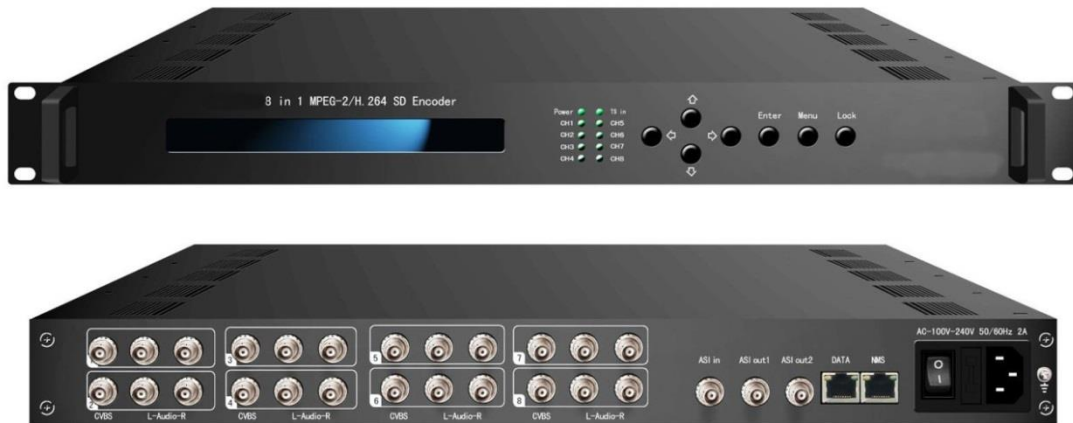 8 in 1 MPEG-2/H.264 SD Encoder
Power TS in
CH1 CH5
CH2 CH6
CH3 CH7
CH4 CH8
Enter Menu Lock
AC-100V-240V 50/60Hz 2A
5 7
ASI in ASI out1 ASI out2 DATA NMS
4 6 8
CVBS L-Audio-R CVBS L-Audio-R CVBS L-Audio-R CVBS L-Audio-R